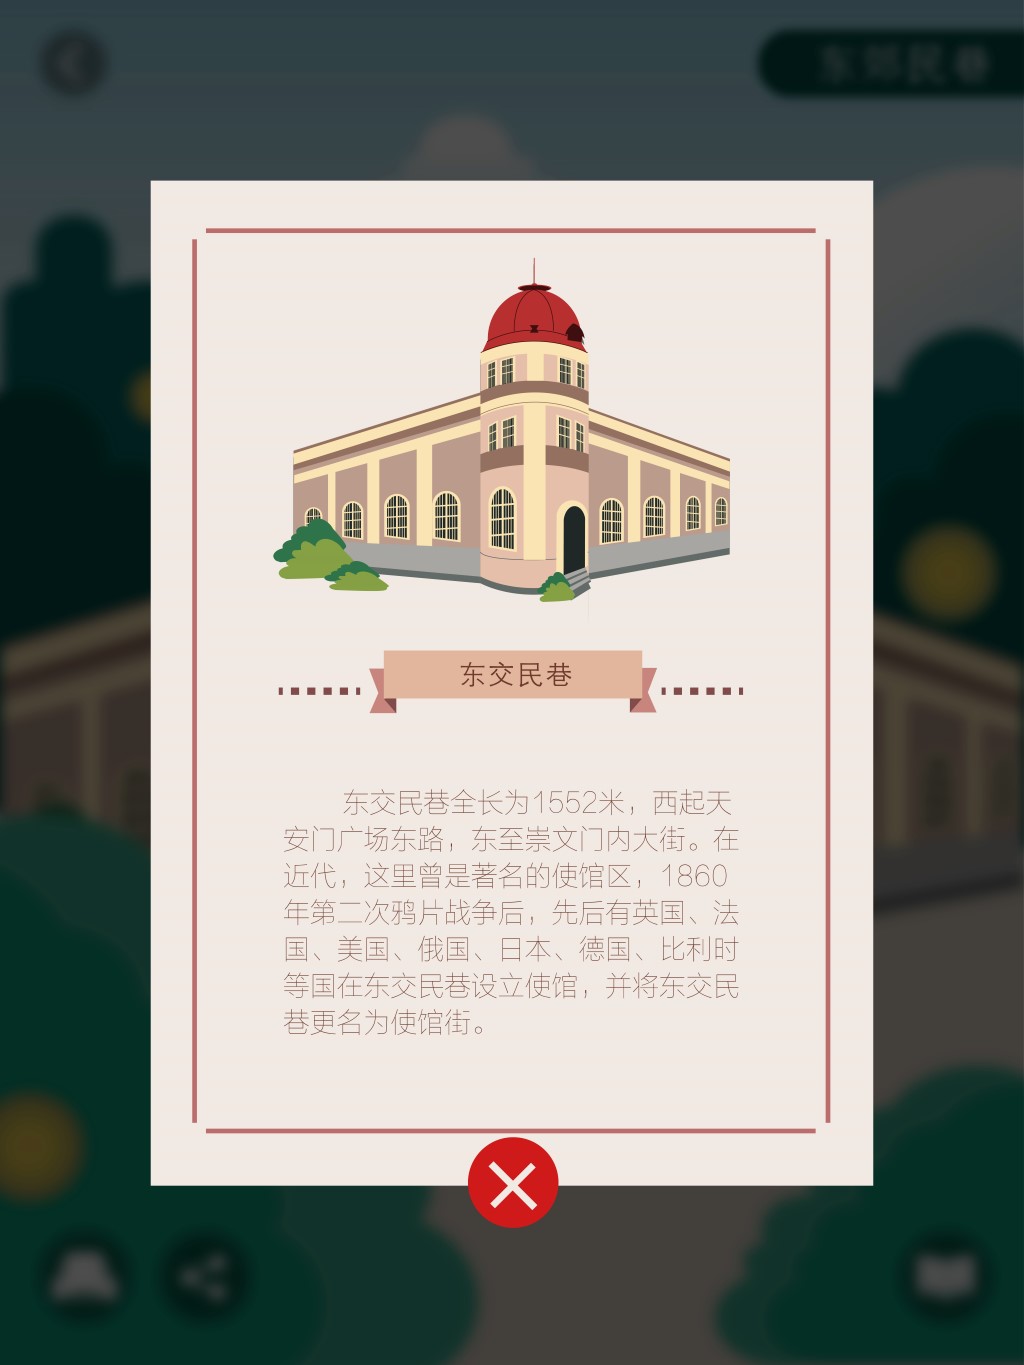 东郊民巷
东交民巷
东交民巷全长为1552米，西起天
安门广场东路，东至崇文门内大街。在
近代，这里曾是著名的使馆区，1860
年第二次鸦片战争后，先后有英国、法
国、美国、俄国、日本、德国、比利时
等国在东交民巷设立使馆，并将东交民
巷更名为使馆街。